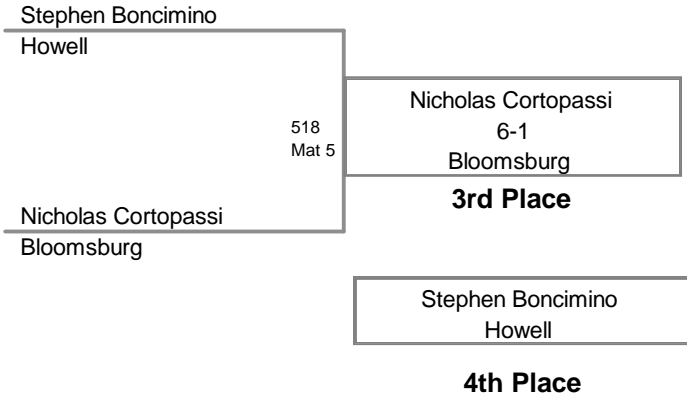 Stephen Boncimino
Howell
518
Mat 5
Nicholas Cortopassi
6-1
Bloomsburg
3rd Place
Nicholas Cortopassi
Bloomsburg
Stephen Boncimino
Howell
4th Place